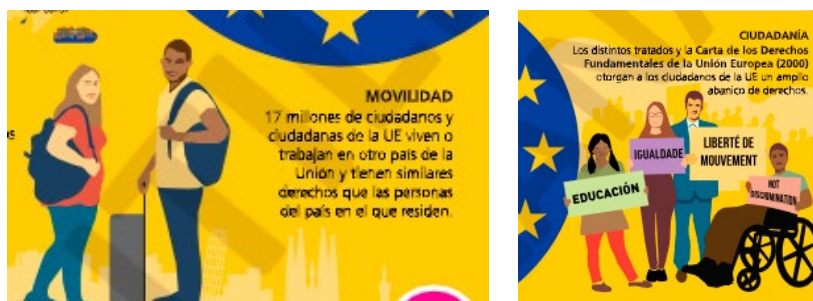 MOVILIDAD
17 millones de ciudadanos y
ciudadanas de la UE viven o
trabajan en otro país de la
Unión y tienen similares
derechos que las personas
del país en el que residen.
CIUDADANÍA
Los distintos tratados y la Carta de los Derechos
Fundamentales de la Unión Europea (2000)
otorgan a los ciudadanos de la UE un amplio
abanico de derechos.
EDUCACIÓN
IGUALDADE
LIBERTÉ DE
MOUVEMENT
NOT
DISCRIMINATION